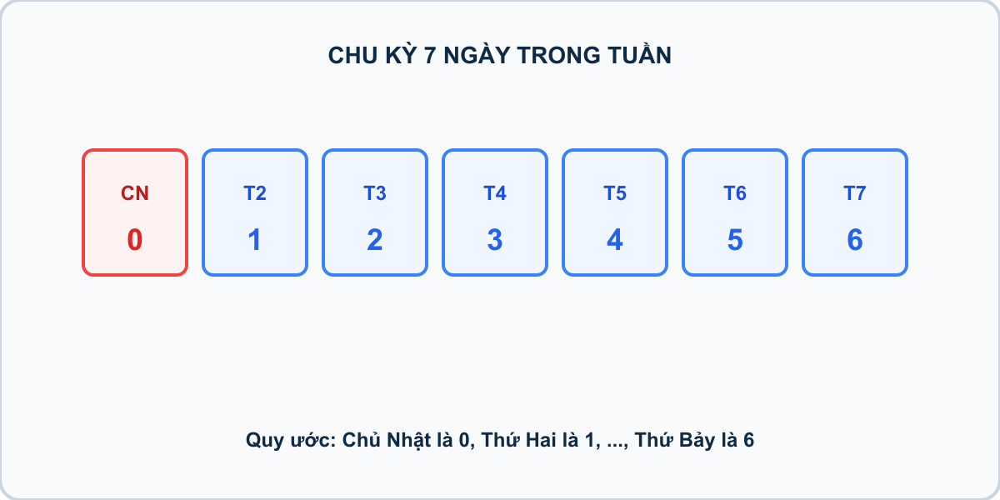 CHU KỲ 7 NGÀY TRONG TUẦN
CN T2 T3 T4 T5 T6 T7
0 1 2 3 4 5 6
Quy ước: Chủ Nhật là 0, Thứ Hai là 1, ..., Thứ Bảy là 6